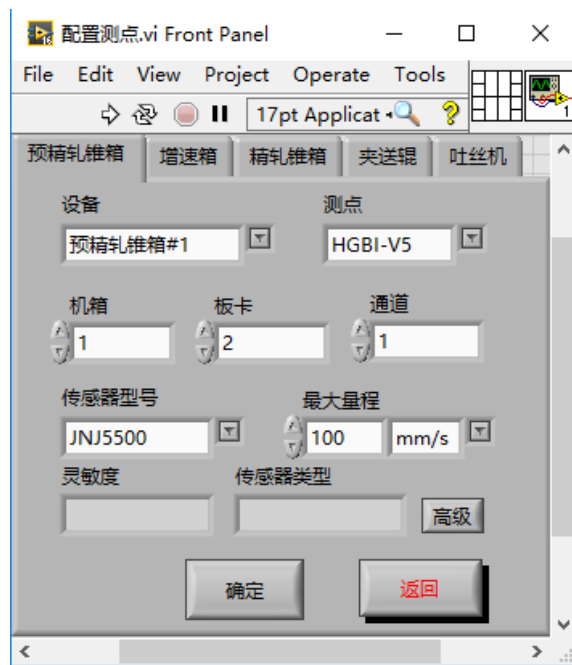 配置测点.vi Front Panel
File Edit View Project Operate Tools
17pt Applicat
1
预精轧锥箱 增速箱 精轧锥箱 夹送辊 吐丝机
设备 测点
预精轧锥箱#1 HGBI-V5
机箱 板卡 通道
1 2 1
传感器型号 最大量程
JNJ5500 100 mm/s
灵敏度 传感器类型
高级
确定 返回